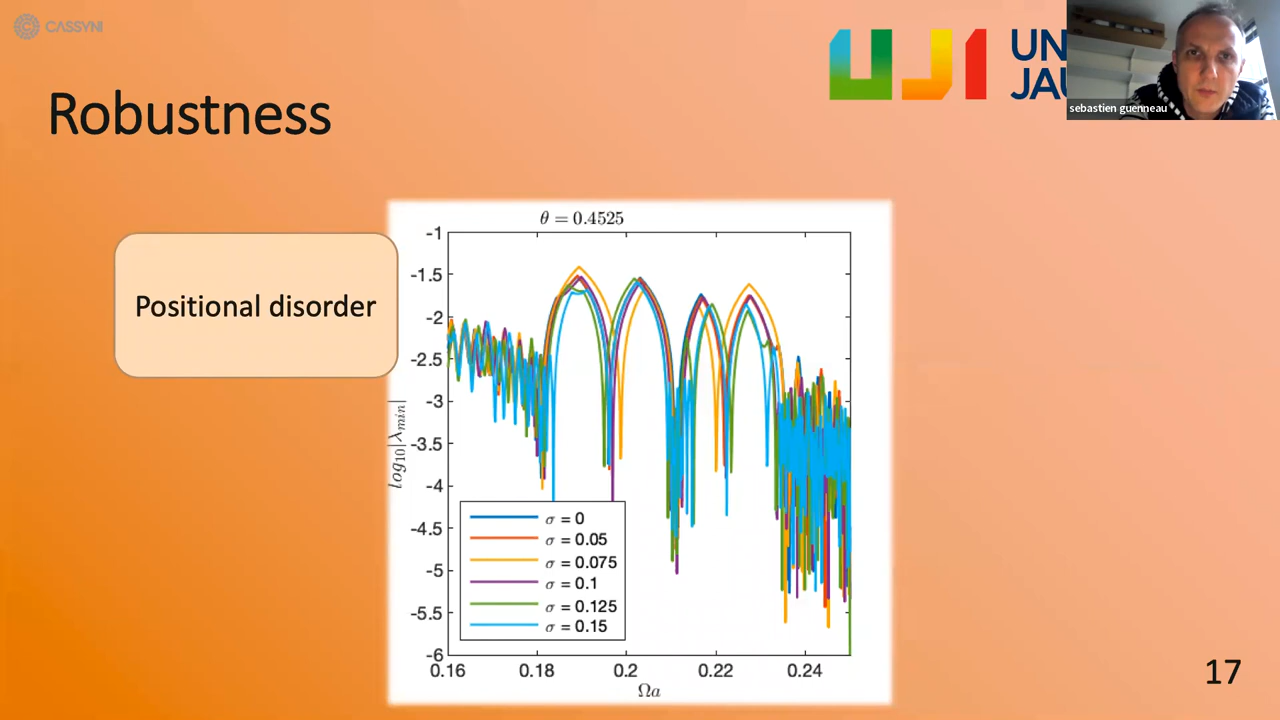 CASSYNI
UN
JAU
sebastien guenneau
Robustness
Positional disorder
θ = 0.4525
-1
-1.5
-2
-2.5
-3
-3.5
-4
-4.5
-5
-5.5
-6
log10|λmin|
σ = 0
σ = 0.05
σ = 0.075
σ = 0.1
σ = 0.125
σ = 0.15
0.16 0.18 0.2 0.22 0.24
Ωa
17